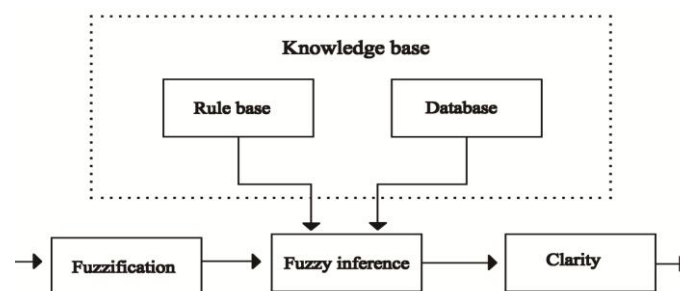 Knowledge base
Rule base
Database
Fuzzification
Fuzzy inference
Clarity